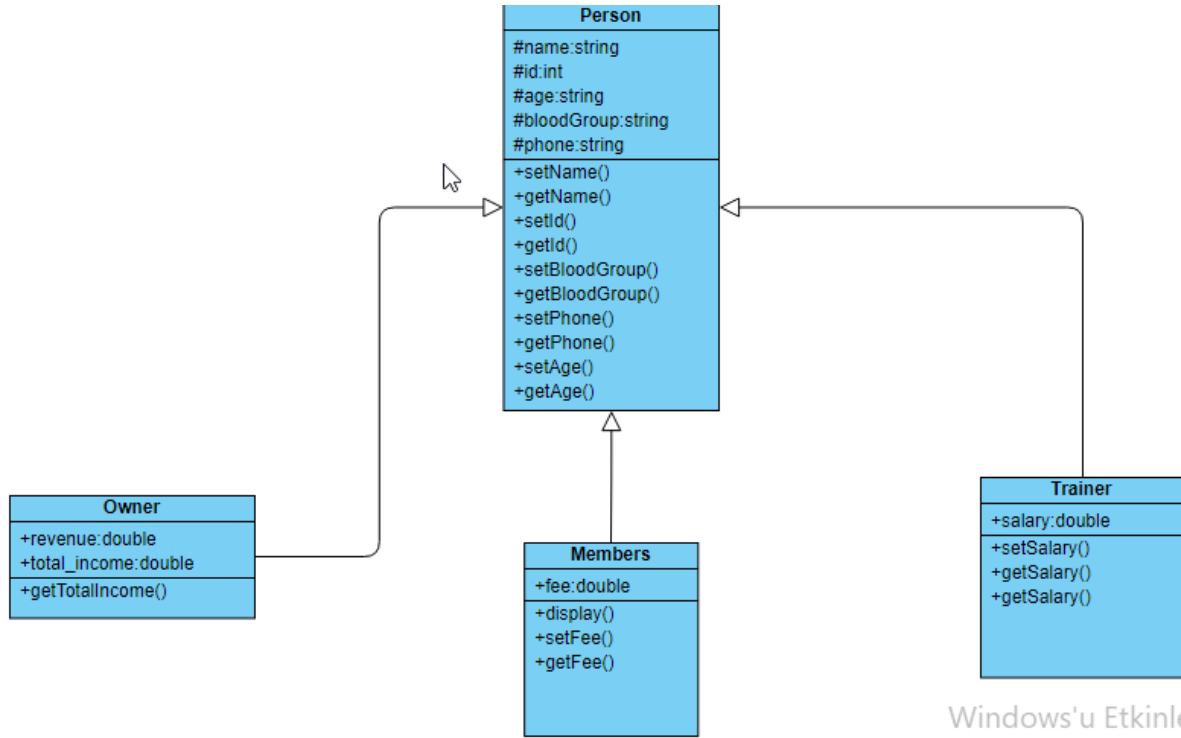 Person
#name:string
#id:int
#age:string
#bloodGroup:string
#phone:string
+setName()
+getName()
+setId()
+getId()
+setBloodGroup()
+getBloodGroup()
+setPhone()
+getPhone()
+setAge()
+getAge()
Owner
+revenue:double
+total_income:double
+getTotalIncome()
Members
+fee:double
+display()
+setFee()
+getFee()
Trainer
+salary:double
+setSalary()
+getSalary()
+getSalary()
Windows'u Etkinle